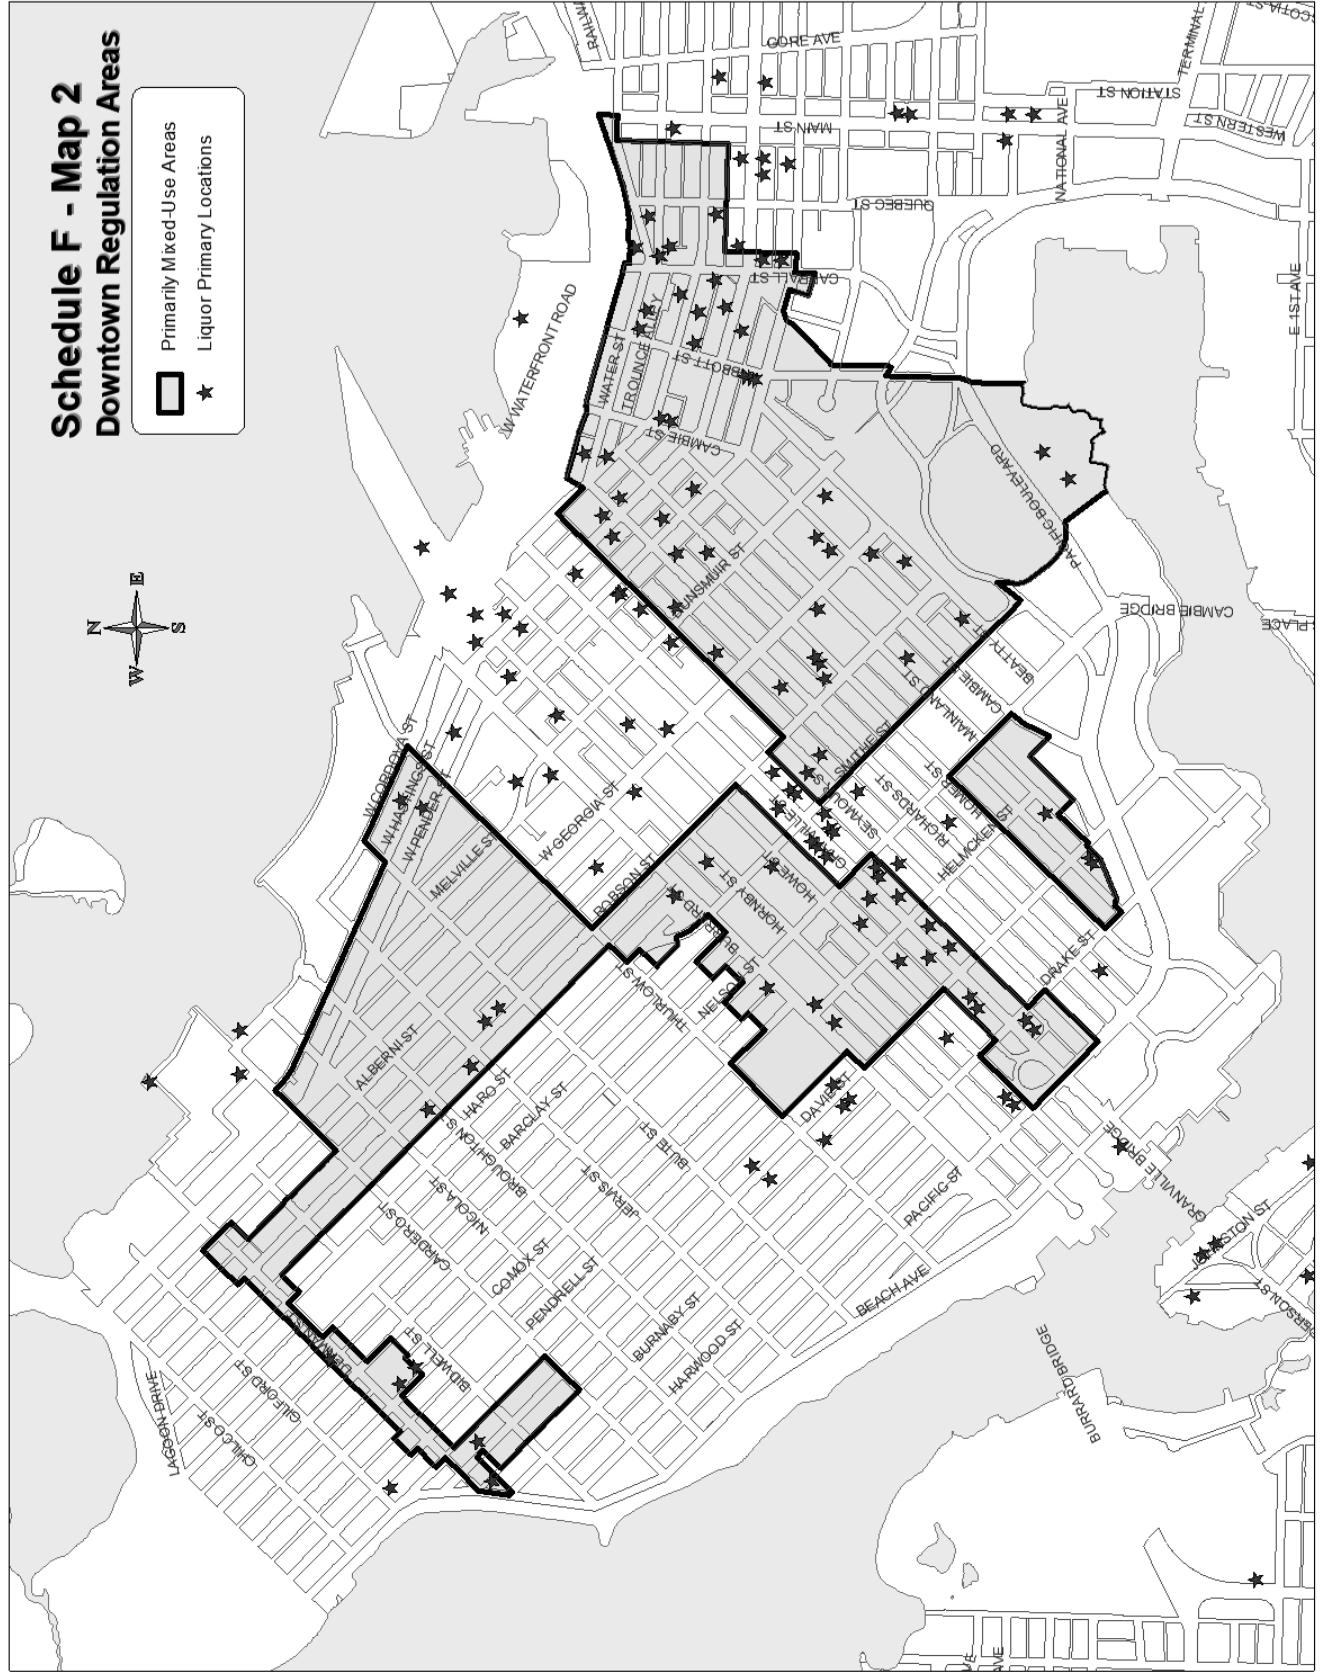 Schedule F - Map 2
Downtown Regulation Areas
Primarily Mixed-Use Areas
Liquor Primary Locations
N
W
E
S
GORE AVE
TERMINAL
STATION ST
WESTERN ST
MAIN ST
NATIONAL AVE
QUEBEC ST
E 1ST AVE
W WATERFRONT ROAD
WATER ST
TROUNCE ALLEY
CAMBIE ST
PACIFIC BOULEVARD
CAMBIE BRIDGE
PLACE
DUNSMUIR ST
BEATTY ST
CAMBIE ST
MAINLAND ST
HOMER ST
HELMCKEN ST
RICHARDS ST
SMITHE ST
SEYMOUR ST
HOWE ST
HORNBY ST
ROBSON ST
W GEORGIA ST
MELVILLE ST
W PENDER ST
W HASTINGS ST
W CORDOVA ST
DRAKE ST
THURLOW ST
ALBERNI ST
HARO ST
BARCLAY ST
BUTE ST
DAVIE ST
BROUGHTON S
JERVIS ST
NICOLA ST
CARDERO ST
COMOX ST
PENDRELL ST
BURNABY ST
HARWOOD ST
PACIFIC ST
BEACH AVE
BIDWELL ST
GILFORD ST
CHILCO ST
LAGOON DRIVE
GRANVILLE BRIDGE
BURRARD BRIDGE
JOHNSTON ST